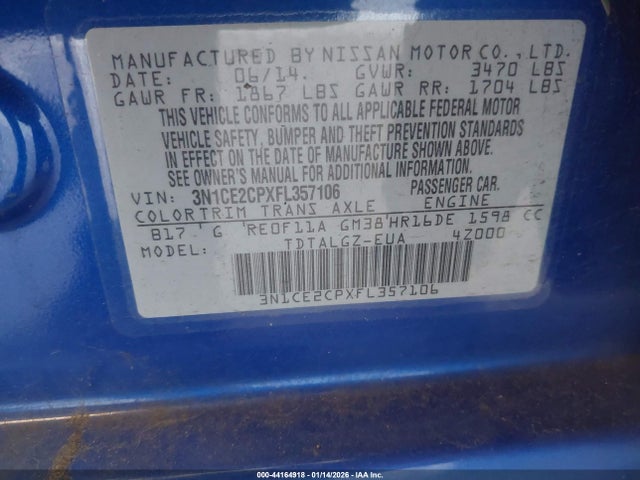 MANUFACTURED BY NISSAN MOTOR CO., LTD.
DATE: 06/14. GVWR: 3470 LBS
GAWR FR: 1867 LBS GAWR RR: 1704 LBS
THIS VEHICLE CONFORMS TO ALL APPLICABLE FEDERAL MOTOR
VEHICLE SAFETY, BUMPER AND THEFT PREVENTION STANDARDS
IN EFFECT ON THE DATE OF MANUFACTURE SHOWN ABOVE.
SEE OWNER'S MANUAL FOR ADDITIONAL INFORMATION
VIN: 3N1CE2CPXFL357106 PASSENGER CAR.
COLOR TRIM TRANS AXLE ENGINE
B17 G RE0F11A GM38 HR16DE 1598 CC
MODEL: TDTALGZ-EUA 4Z000
3N1CE2CPXFL357106
000-44164918 - 01/14/2026 - IAA Inc.